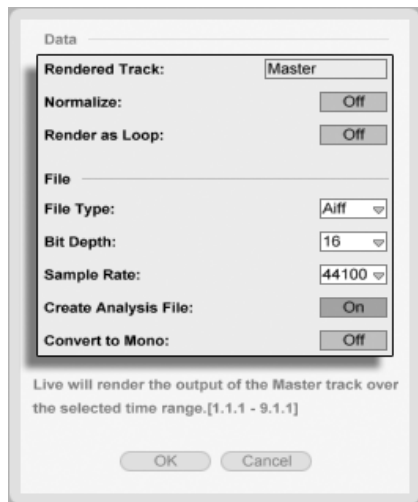 Data
Rendered Track: Master
Normalize: Off
Render as Loop: Off
File
File Type: Aiff
Bit Depth: 16
Sample Rate: 44100
Create Analysis File: On
Convert to Mono: Off
Live will render the output of the Master track over
the selected time range.[1.1.1 - 9.1.1]
OK Cancel